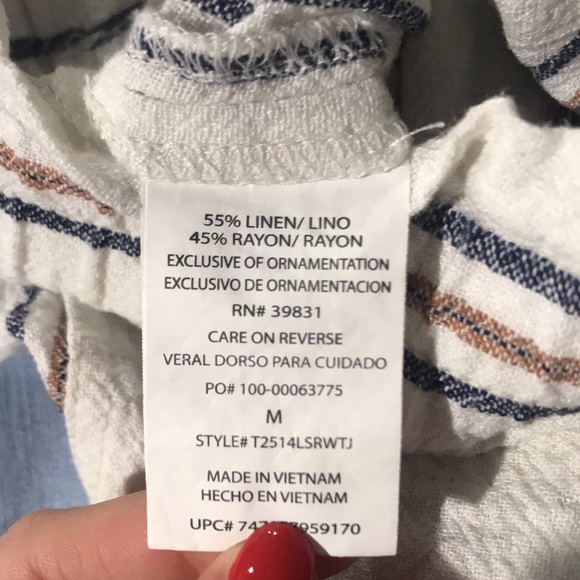 55% LINEN/ LINO
45% RAYON/ RAYON
EXCLUSIVE OF ORNAMENTATION
EXCLUSIVO DE ORNAMENTACION
RN# 39831
CARE ON REVERSE
VERAL DORSO PARA CUIDADO
PO# 100-00063775
M
STYLE# T2514LSRWTJ
MADE IN VIETNAM
HECHO EN VIETNAM
UPC#